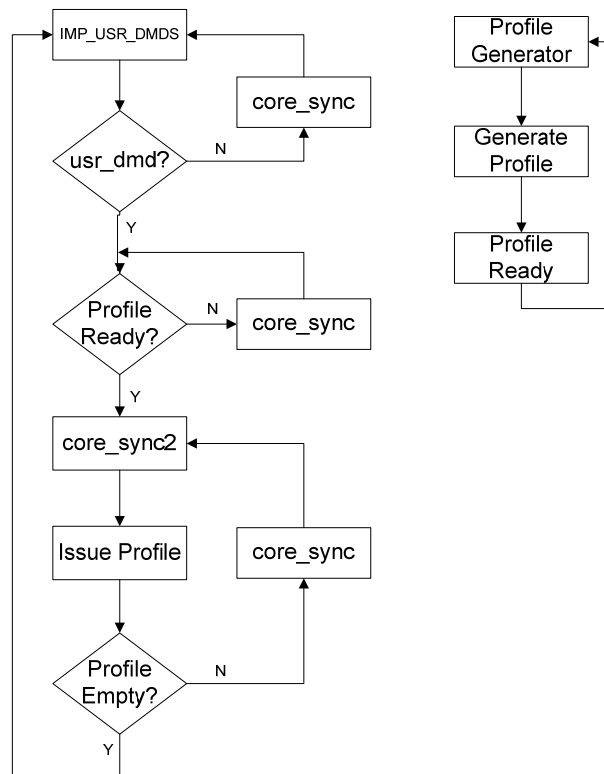 IMP_USR_DMDS
core_sync
usr_dmd?
N
Y
Profile
Ready?
N
core_sync
Y
core_sync2
Issue Profile
core_sync
Profile
Empty?
N
Y
Profile
Generator
Generate
Profile
Profile
Ready